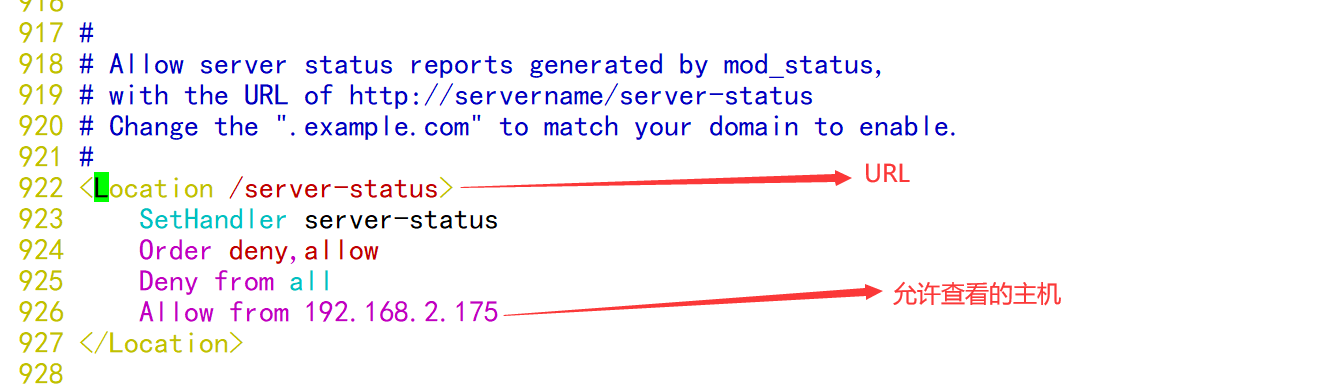 916
917 #
918 # Allow server status reports generated by mod_status,
919 # with the URL of http://servername/server-status
920 # Change the ".example.com" to match your domain to enable.
921 #
922 <Location /server-status>
URL
923     SetHandler server-status
924     Order deny,allow
925     Deny from all
926     Allow from 192.168.2.175
允许查看的主机
927 </Location>
928